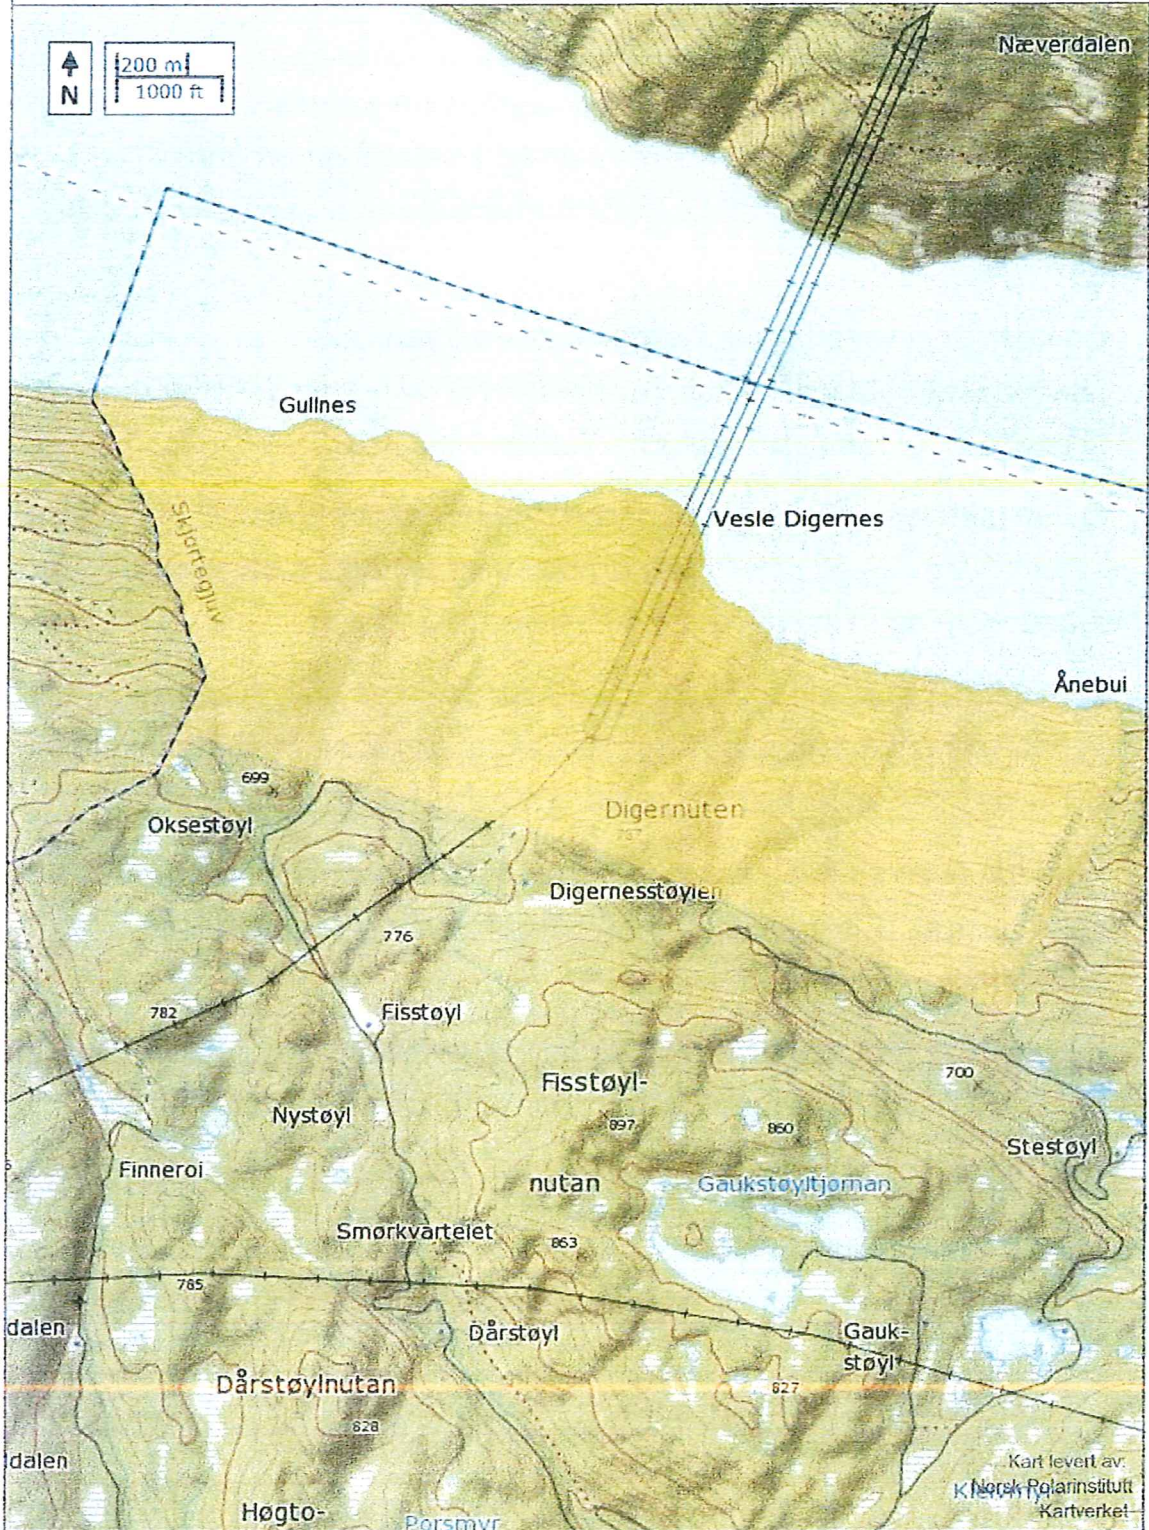 Næverdalen
N
200 m
1000 ft
Gullnes
Skjortegjuv
Vesle Digernes
Ånebui
699
Oksestøyl
Digernuten
787
Digernesstøylen
776
782
Fisstøyl
Fisstøyl-
700
Nystøyl
897
860
Stestøyl
Finneroi
nutan
Gaukstøyltjørnan
Smørkvartelet
863
785
dalen
Dårstøyl
Gauk-
støyl
Dårstøylnutan
827
828
dalen
Kart levert av:
Norsk Polarinstitutt
Kartverket
Høgto-
Porsmyr